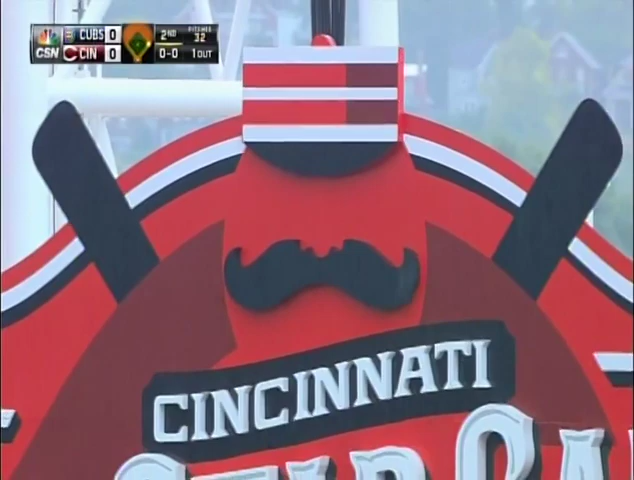 CSN CUBS 0 2ND PITCHES 32
CIN 0 0-0 1 OUT
CINCINNATI